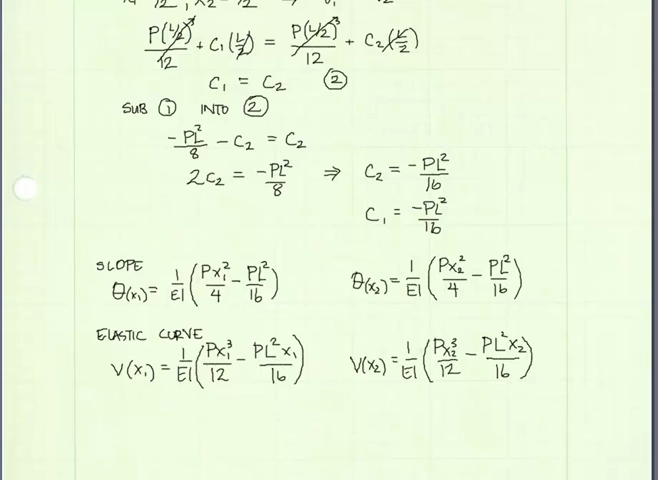 P(L/2)³/12 + C₁(L/2) = P(L/2)³/12 + C₂(L/2)
C₁ = C₂ ②
SUB ① INTO ②
-PL²/8 - C₂ = C₂
2C₂ = -PL²/8 ⇒ C₂ = -PL²/16
C₁ = -PL²/16
SLOPE
θ(x₁) = 1/EI (Px₁²/4 - PL²/16) θ(x₂) = 1/EI (Px₂²/4 - PL²/16)
ELASTIC CURVE
V(x₁) = 1/EI (Px₁³/12 - PL²x₁/16) V(x₂) = 1/EI (Px₂³/12 - PL²x₂/16)